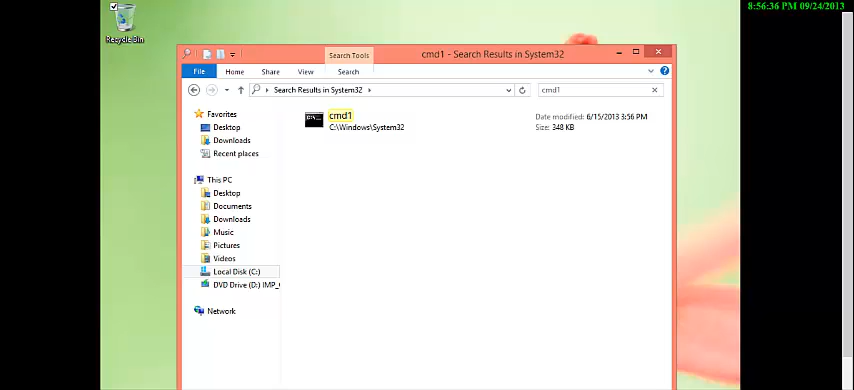 8:56:36 PM 09/24/2013
Recycle Bin
Search Tools
cmd1 - Search Results in System32
File Home Share View Search
Search Results in System32
cmd1
Favorites
Desktop
Downloads
Recent places
This PC
Desktop
Documents
Downloads
Music
Pictures
Videos
Local Disk (C:)
DVD Drive (D:) IMP_
Network
cmd1
C:\Windows\System32
Date modified: 6/15/2013 3:56 PM
Size: 348 KB